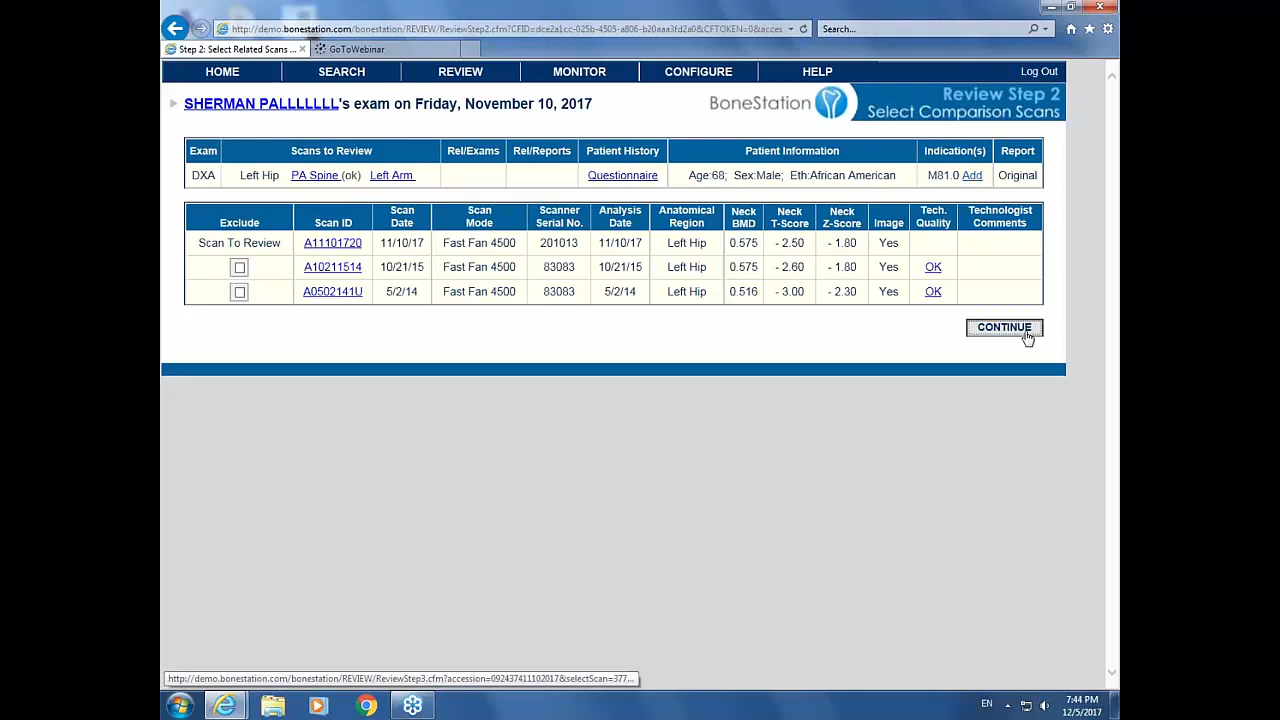 http://demo.bonestation.com/bonestation/REVIEW/ReviewStep2.cfm?CFID=dce2a1cc-025b-4505-a806-b20aaa3fd2a0&CFTOKEN=0&acces
Search...
Step 2: Select Related Scans ...
GoToWebinar
HOME SEARCH REVIEW MONITOR CONFIGURE HELP Log Out
SHERMAN PALLLLLLL's exam on Friday, November 10, 2017
BoneStation
Review Step 2
Select Comparison Scans
Exam Scans to Review Rel/Exams Rel/Reports Patient History Patient Information Indication(s) Report
DXA Left Hip PA Spine (ok) Left Arm Questionnaire Age:68; Sex:Male; Eth:African American M81.0 Add Original
Exclude Scan ID Scan Date Scan Mode Scanner Serial No. Analysis Date Anatomical Region Neck BMD Neck T-Score Neck Z-Score Image Tech. Quality Technologist Comments
Scan To Review A11101720 11/10/17 Fast Fan 4500 201013 11/10/17 Left Hip 0.575 - 2.50 - 1.80 Yes
A10211514 10/21/15 Fast Fan 4500 83083 10/21/15 Left Hip 0.575 - 2.60 - 1.80 Yes OK
A0502141U 5/2/14 Fast Fan 4500 83083 5/2/14 Left Hip 0.516 - 3.00 - 2.30 Yes OK
CONTINUE
http://demo.bonestation.com/bonestation/REVIEW/ReviewStep3.cfm?accession=09243741110201​7&selectScan=377...
EN
7:44 PM
12/5/2017